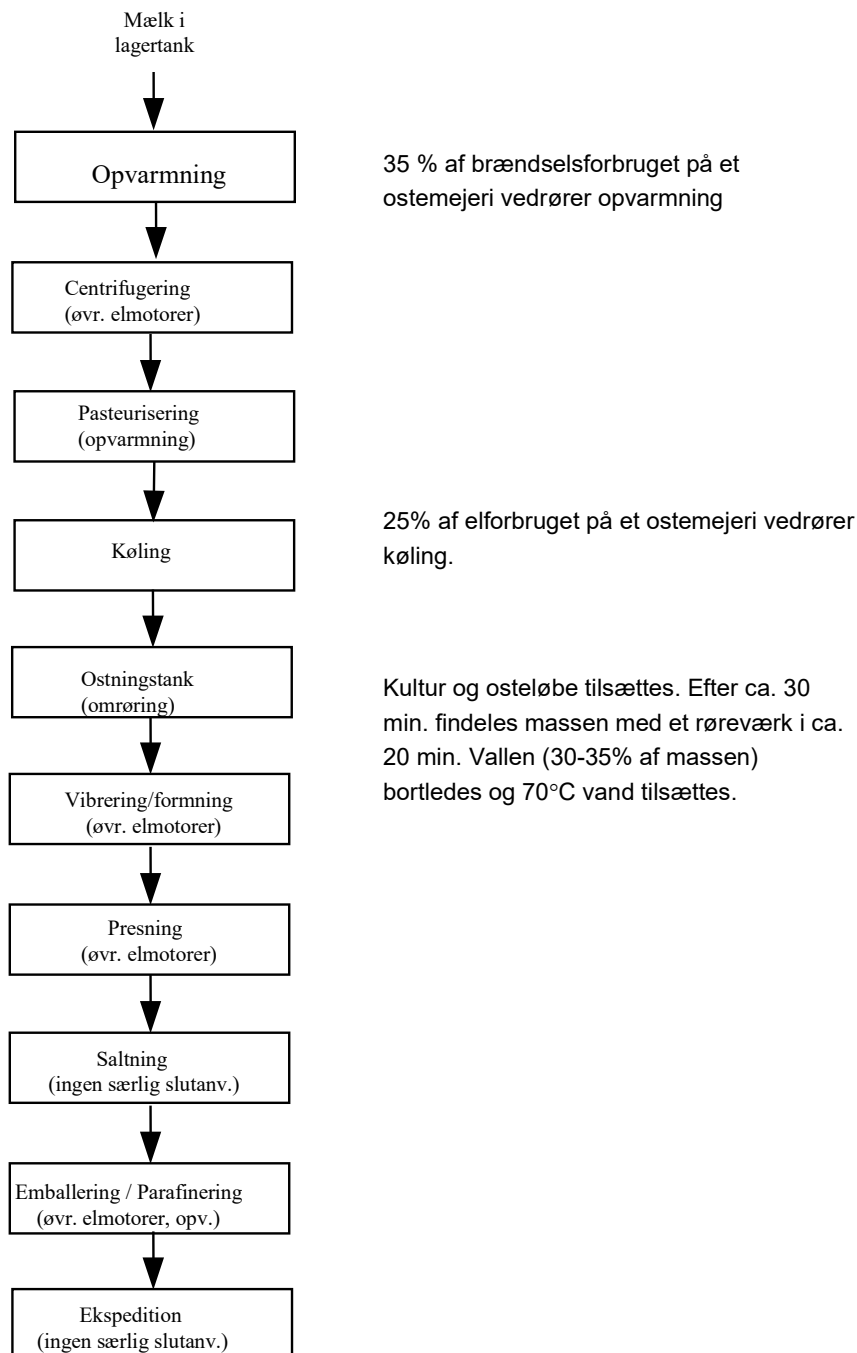 Mælk i
lagertank
Opvarmning
35 % af brændselsforbruget på et
ostemejeri vedrører opvarmning
Centrifugering
(øvr. elmotorer)
Pasteurisering
(opvarmning)
Køling
25% af elforbruget på et ostemejeri vedrører
køling.
Ostningstank
(omrøring)
Kultur og osteløbe tilsættes. Efter ca. 30
min. findeles massen med et røreværk i ca.
20 min. Vallen (30-35% af massen)
bortledes og 70°C vand tilsættes.
Vibrering/formning
(øvr. elmotorer)
Presning
(øvr. elmotorer)
Saltning
(ingen særlig slutanv.)
Emballering / Parafinering
(øvr. elmotorer, opv.)
Ekspedition
(ingen særlig slutanv.)